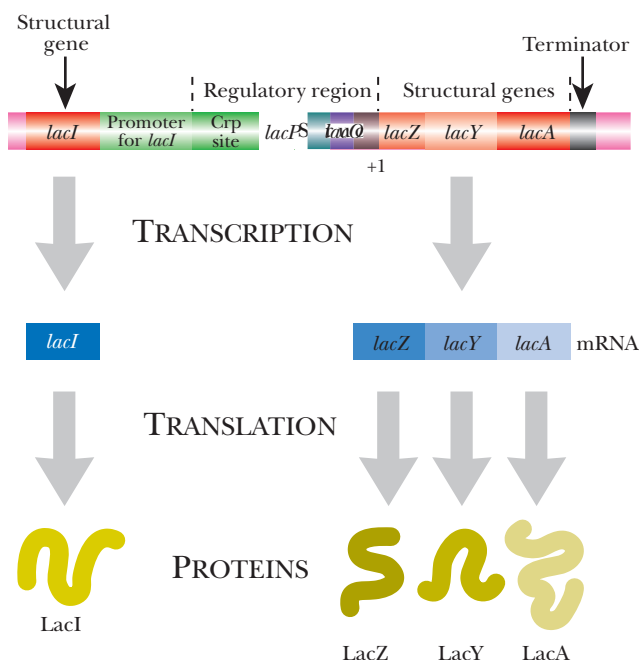 Structural
gene
Terminator
Regulatory region
Structural genes
lacI
Promoter
for lacI
Crp
site
lacP
lacZ
lacY
lacA
+1
TRANSCRIPTION
lacI
lacZ
lacY
lacA
mRNA
TRANSLATION
PROTEINS
LacI
LacZ
LacY
LacA